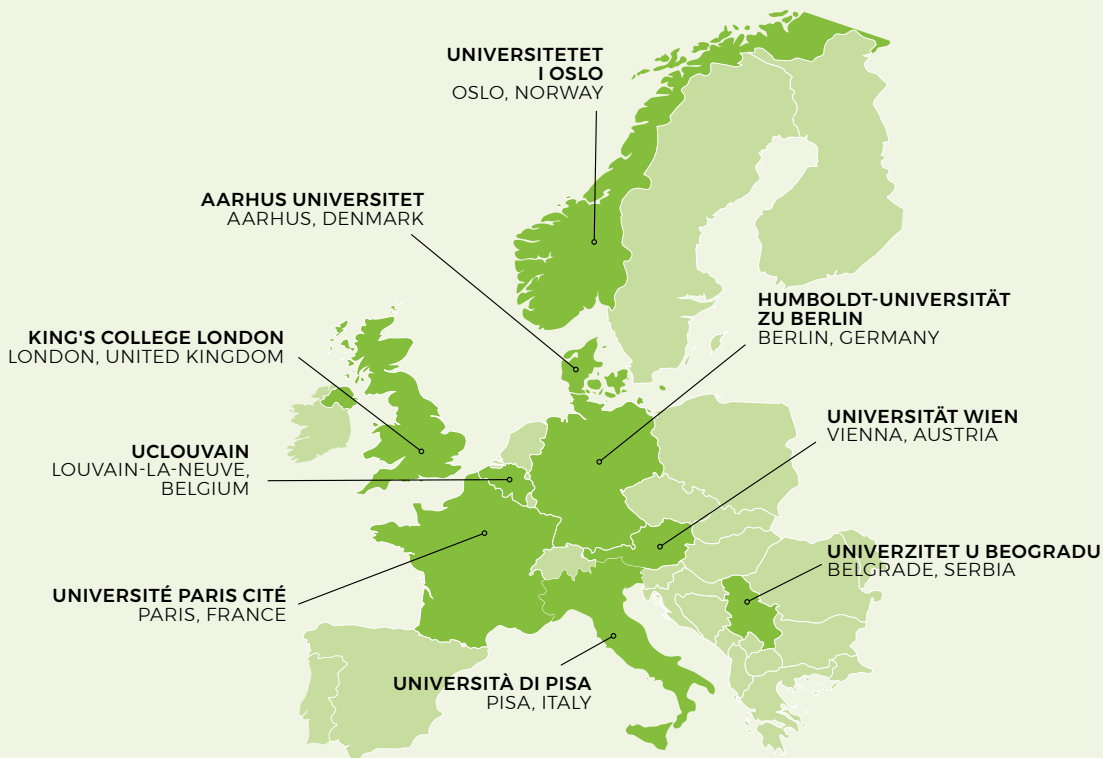 UNIVERSITETET
I OSLO
OSLO, NORWAY
AARHUS UNIVERSITET
AARHUS, DENMARK
HUMBOLDT-UNIVERSITÄT
ZU BERLIN
BERLIN, GERMANY
KING'S COLLEGE LONDON
LONDON, UNITED KINGDOM
UNIVERSITÄT WIEN
VIENNA, AUSTRIA
UCLOUVAIN
LOUVAIN-LA-NEUVE,
BELGIUM
UNIVERZITET U BEOGRADU
BELGRADE, SERBIA
UNIVERSITÉ PARIS CITÉ
PARIS, FRANCE
UNIVERSITÀ DI PISA
PISA, ITALY